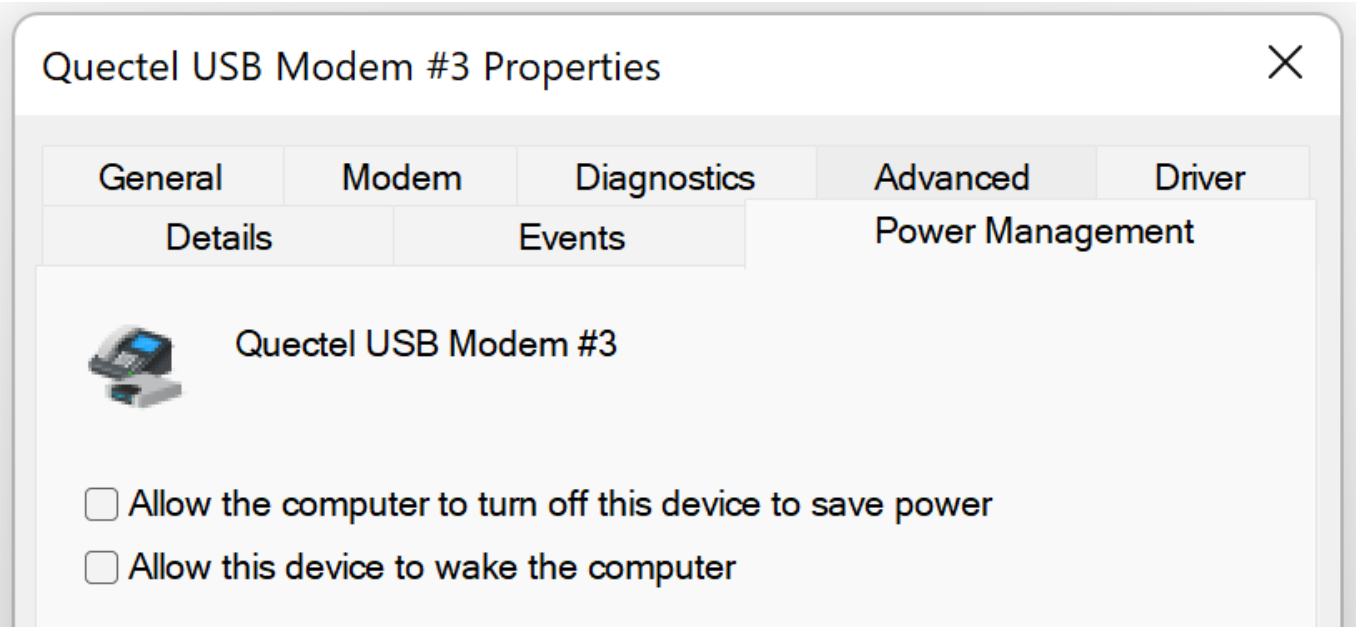 Quectel USB Modem #3 Properties
General Modem Diagnostics Advanced Driver
Details Events Power Management
Quectel USB Modem #3
Allow the computer to turn off this device to save power
Allow this device to wake the computer